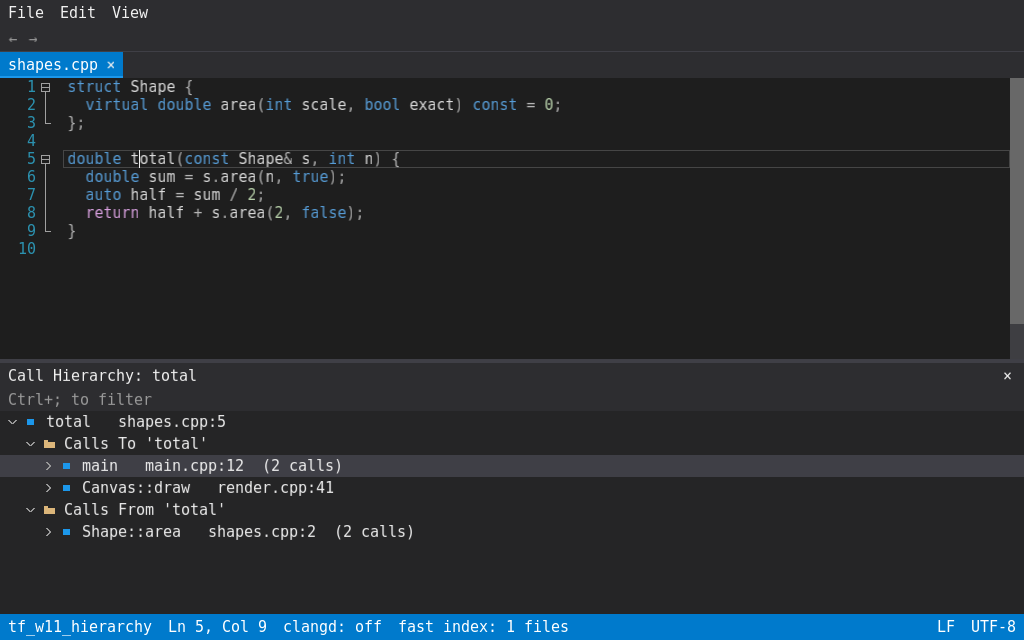 File Edit View
← →
shapes.cpp ×
1 struct Shape {
2 virtual double area(int scale, bool exact) const = 0;
3 };
4
5 double total(const Shape& s, int n) {
6 double sum = s.area(n, true);
7 auto half = sum / 2;
8 return half + s.area(2, false);
9 }
10
Call Hierarchy: total ×
Ctrl+; to filter
total shapes.cpp:5
Calls To 'total'
main main.cpp:12 (2 calls)
Canvas::draw render.cpp:41
Calls From 'total'
Shape::area shapes.cpp:2 (2 calls)
tf_w11_hierarchy Ln 5, Col 9 clangd: off fast index: 1 files LF UTF-8